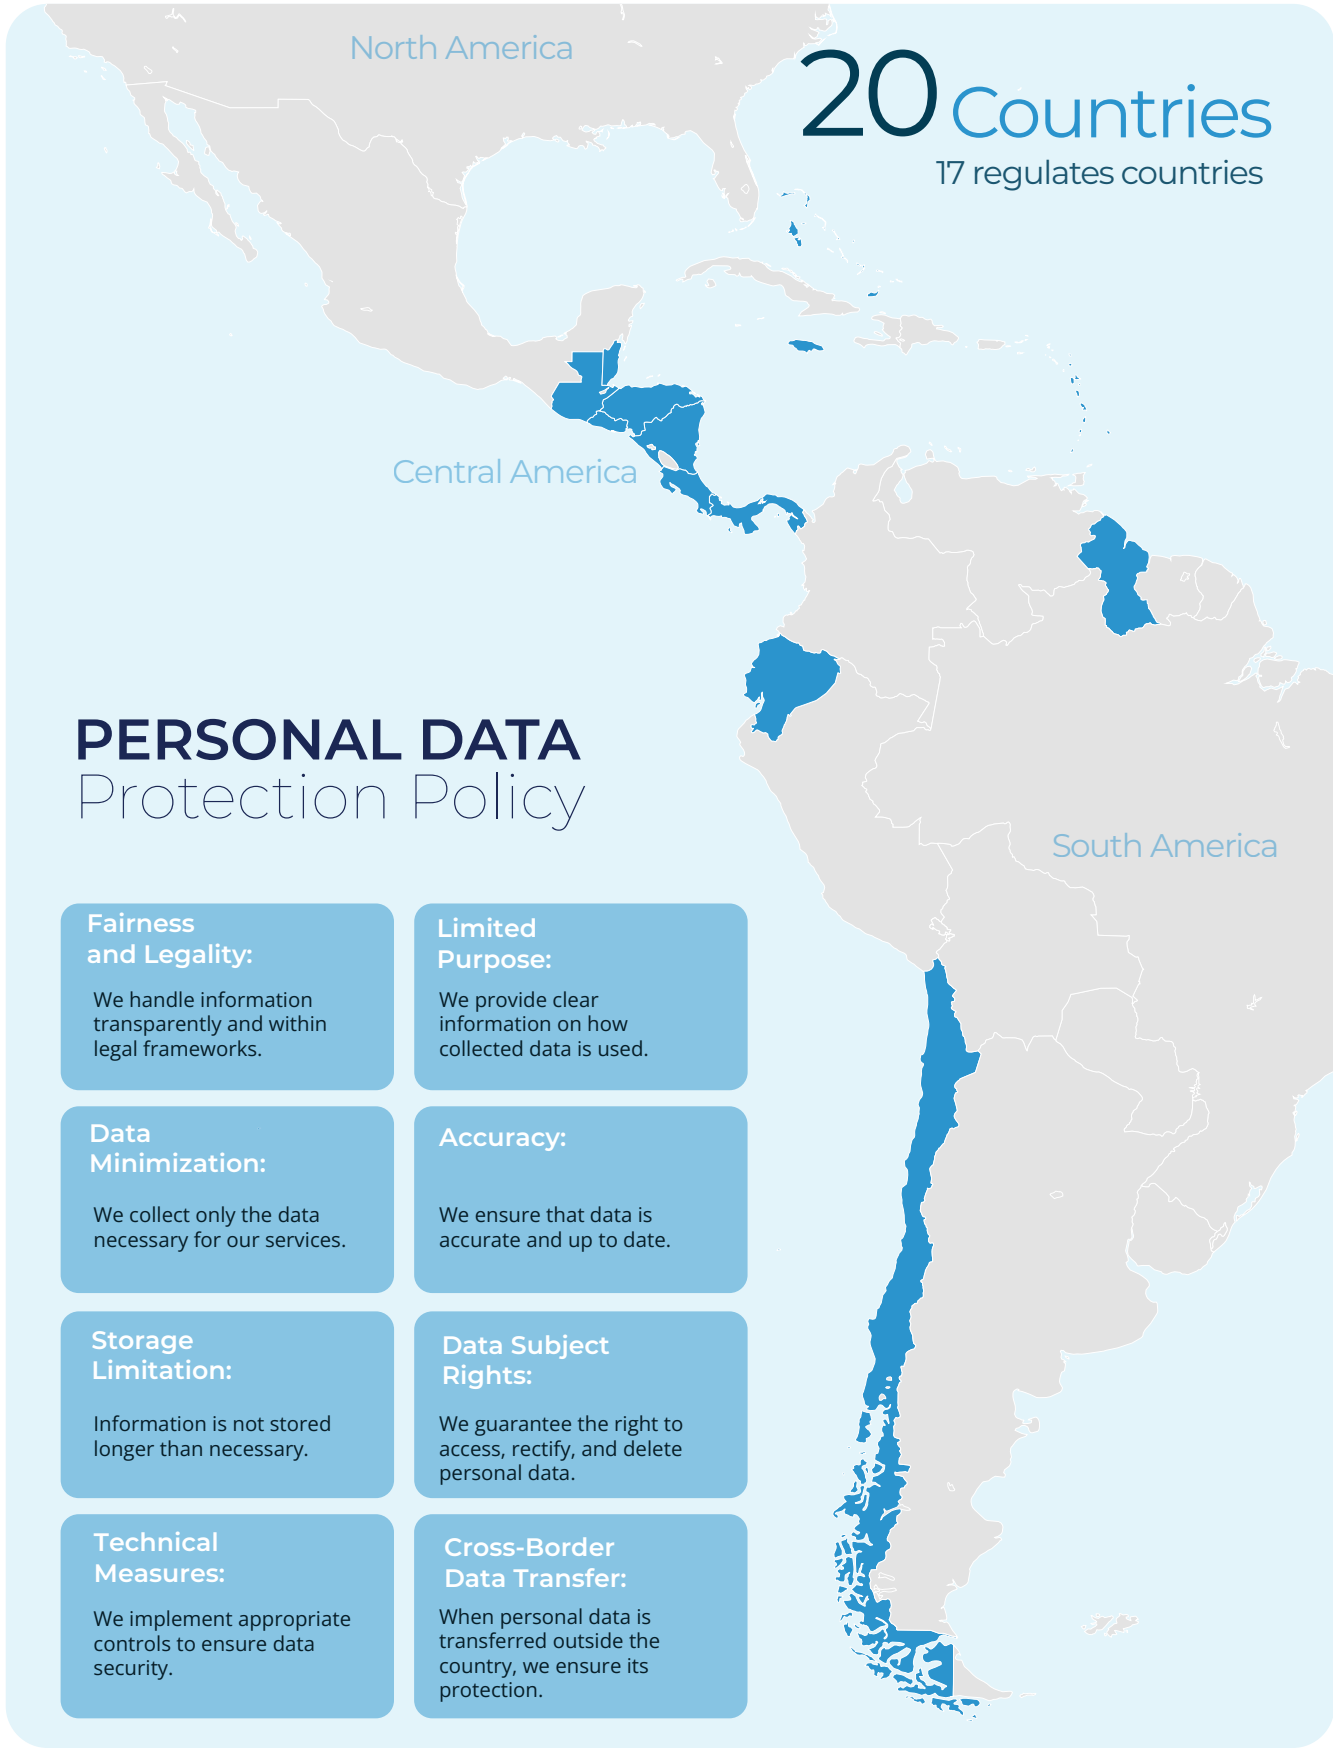 North America
20 Countries
17 regulates countries
Central America
PERSONAL DATA
Protection Policy
South America
Fairness
and Legality:
We handle information
transparently and within
legal frameworks.
Limited
Purpose:
We provide clear
information on how
collected data is used.
Data
Minimization:
We collect only the data
necessary for our services.
Accuracy:
We ensure that data is
accurate and up to date.
Storage
Limitation:
Information is not stored
longer than necessary.
Data Subject
Rights:
We guarantee the right to
access, rectify, and delete
personal data.
Technical
Measures:
We implement appropriate
controls to ensure data
security.
Cross-Border
Data Transfer:
When personal data is
transferred outside the
country, we ensure its
protection.